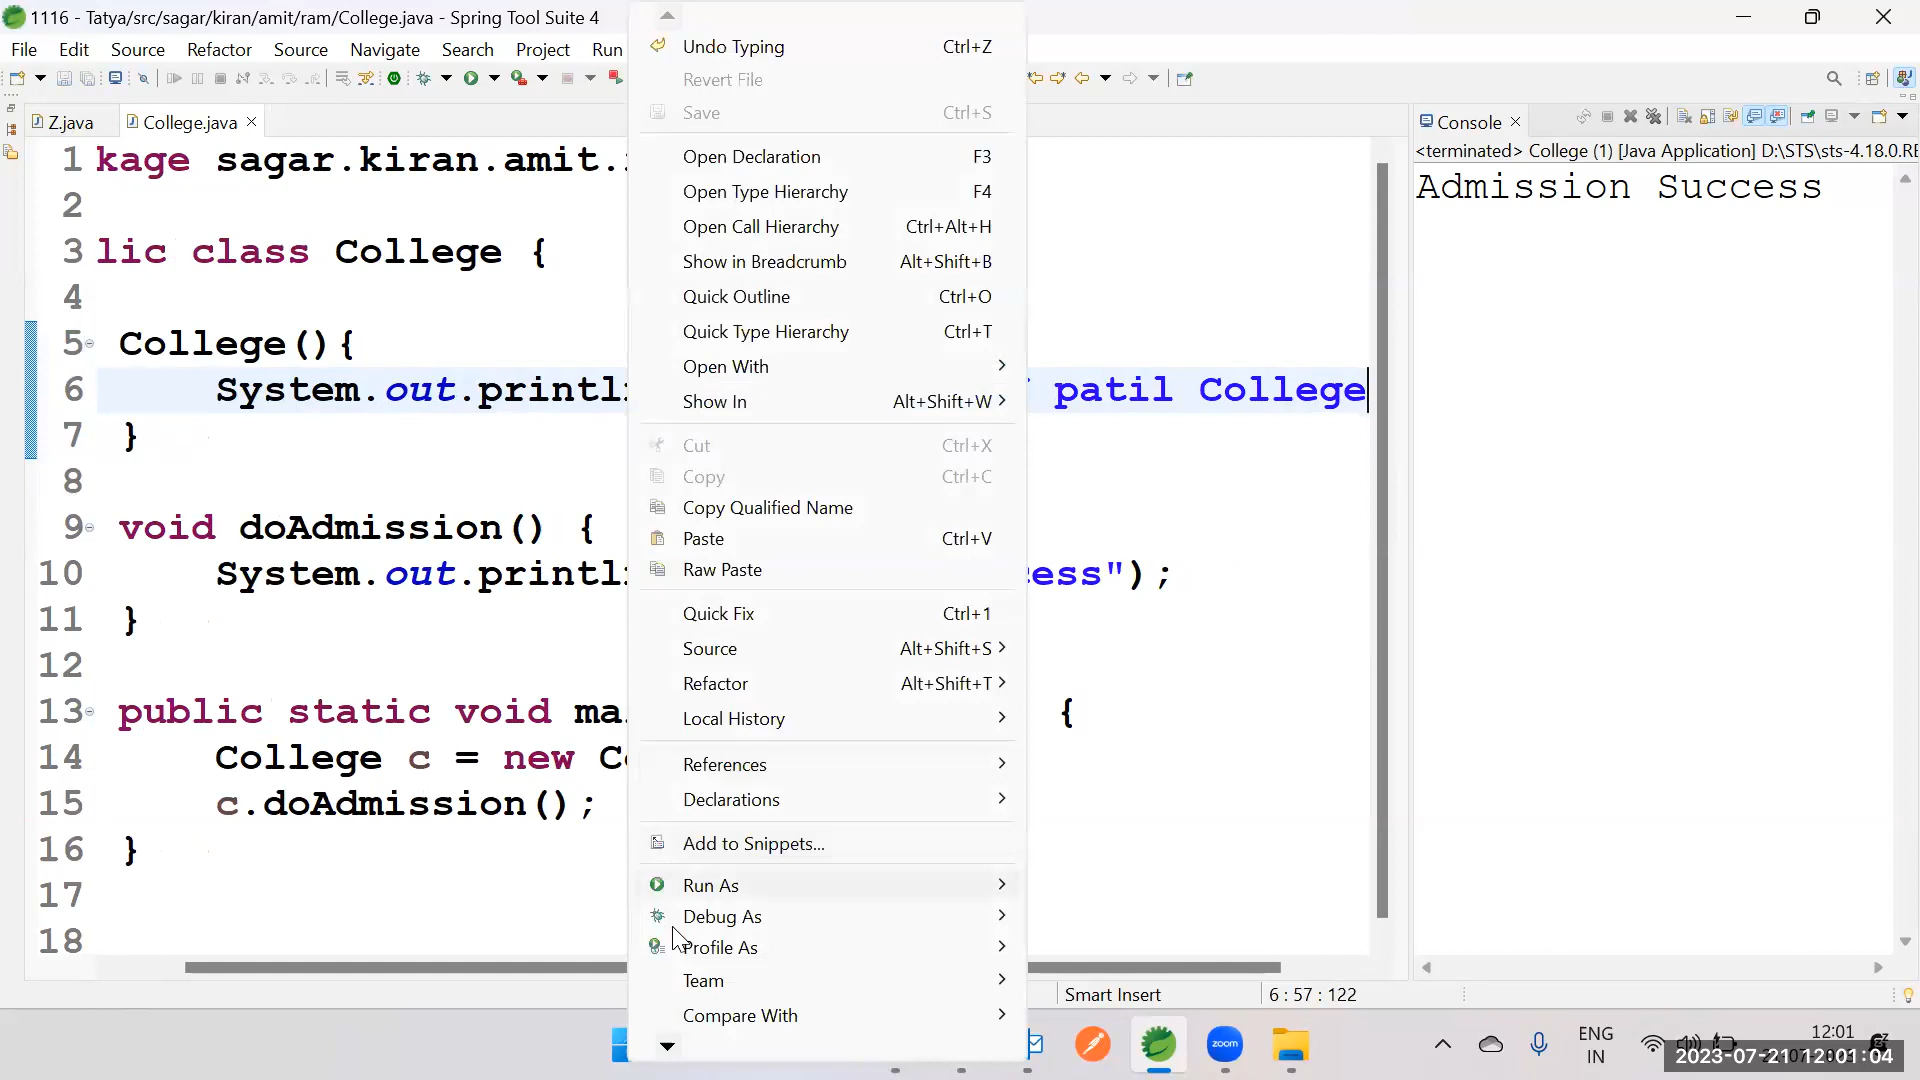 1116 - Tatya/src/sagar/kiran/amit/ram/College.java - Spring Tool Suite 4
File Edit Source Refactor Source Navigate Search Project Run
Z.java College.java
1 kage sagar.kiran.amit.
2
3 lic class College {
4
5 College(){
6 System.out.printl patil College
7 }
8
9 void doAdmission() {
10 System.out.printl ess");
11 }
12
13 public static void ma {
14 College c = new C
15 c.doAdmission();
16 }
17
18
Undo Typing Ctrl+Z
Revert File
Save Ctrl+S
Open Declaration F3
Open Type Hierarchy F4
Open Call Hierarchy Ctrl+Alt+H
Show in Breadcrumb Alt+Shift+B
Quick Outline Ctrl+O
Quick Type Hierarchy Ctrl+T
Open With
Show In Alt+Shift+W
Cut Ctrl+X
Copy Ctrl+C
Copy Qualified Name
Paste Ctrl+V
Raw Paste
Quick Fix Ctrl+1
Source Alt+Shift+S
Refactor Alt+Shift+T
Local History
References
Declarations
Add to Snippets...
Run As
Debug As
Profile As
Team
Compare With
Console
<terminated> College (1) [Java Application] D:\STS\sts-4.18.0.RE
Admission Success
Smart Insert 6 : 57 : 122
zoom
ENG
IN
12:01
2023-07-21 12:01:04